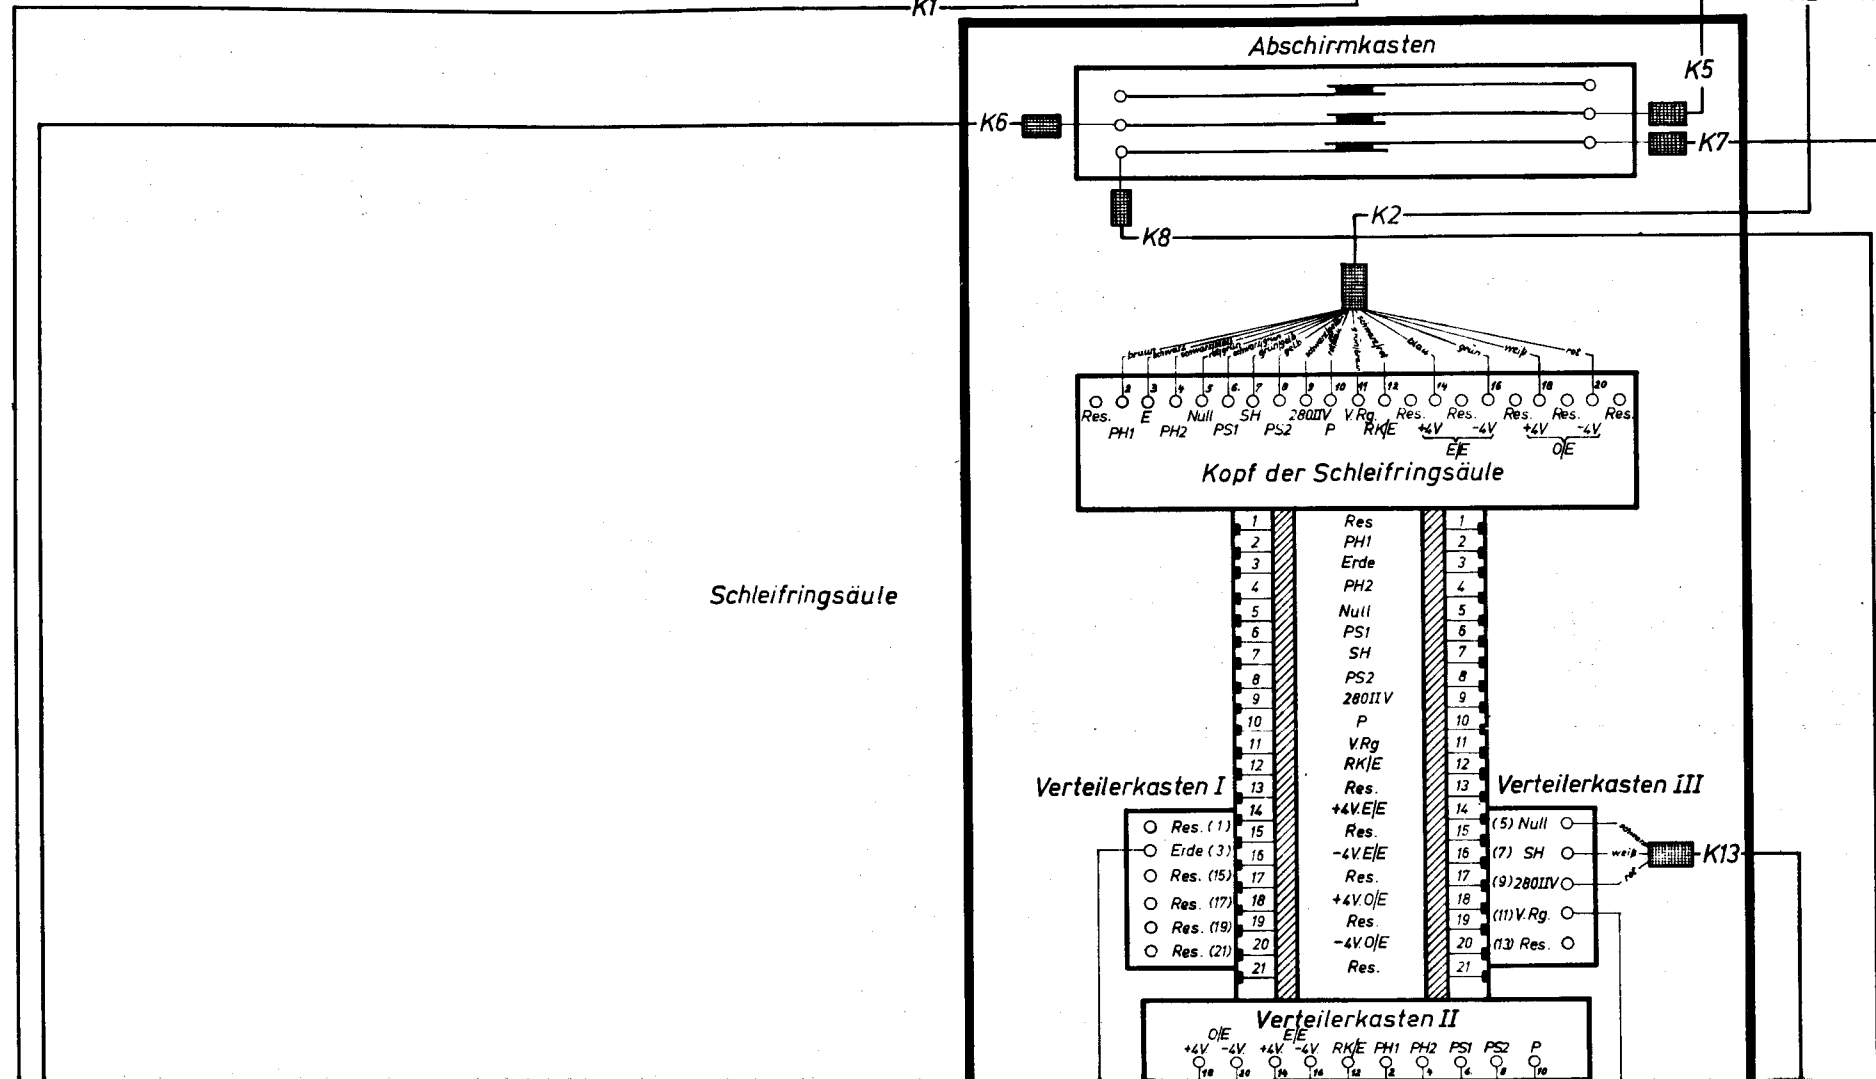 K1
Abschirmkasten
K5
K6
K7
K2
K8
braun schwarz rotgrün schwarz/grün grün/gelb gelb schwarz/rot blau grün weiß rot
2 3 4 5 6. 7 8 9 10 11 12 14 16 18 20
Res. E Null SH 280IIV V.Rg. Res. Res. Res. Res. Res.
PH1 PH2 PS1 PS2 P RK/E +4V -4V +4V -4V
E/E O/E
Kopf der Schleifringsäule
1 Res 1
2 PH1 2
3 Erde 3
4 PH2 4
Schleifringsäule
5 Null 5
6 PS1 6
7 SH 7
8 PS2 8
9 280IIV 9
10 P 10
11 V.Rg 11
12 RK/E 12
Verteilerkasten I
Verteilerkasten III
13 Res. 13
14 +4V.E/E 14
15 Res. 15
16 -4V.E/E 16
17 Res. 17
18 +4V.O/E 18
19 Res. 19
20 -4V.O/E 20
21 Res. 21
Res. (1)
Erde (3)
Res. (15)
Res. (17)
Res. (19)
Res. (21)
(5) Null schwarz
(7) SH weiß K13
(9) 280IIV rot
(11) V.Rg.
(13) Res.
Verteilerkasten II
O/E E/E
+4V. -4V. +4V. -4V. RK/E PH1 PH2 PS1 PS2 P
18 20 14 16 12 2 4 6 8 10